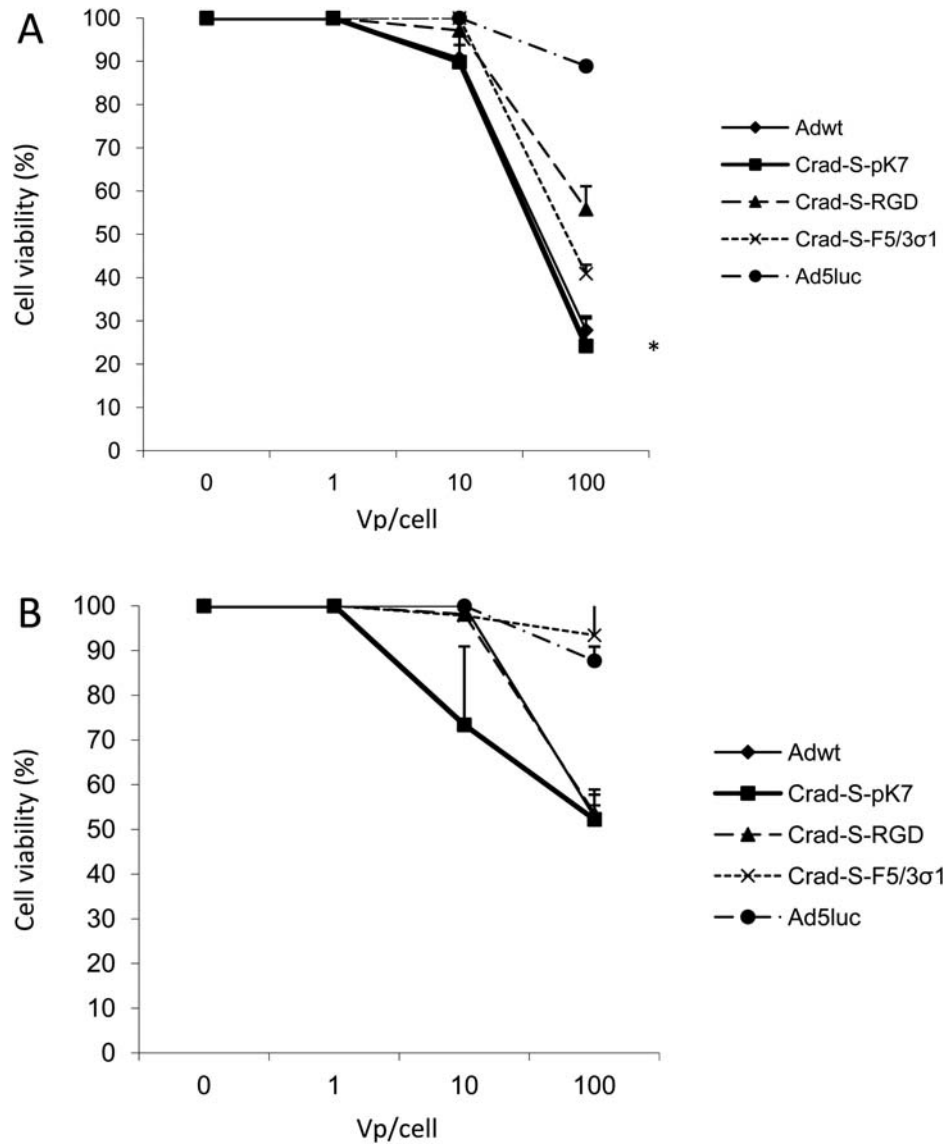 A
Cell viability (%)
100
90
80
70
60
50
40
30
20
10
0
0 1 10 100
Vp/cell
Adwt
Crad-S-pK7
Crad-S-RGD
Crad-S-F5/3σ1
Ad5luc
*
B
Cell viability (%)
100
90
80
70
60
50
40
30
20
10
0
0 1 10 100
Vp/cell
Adwt
Crad-S-pK7
Crad-S-RGD
Crad-S-F5/3σ1
Ad5luc